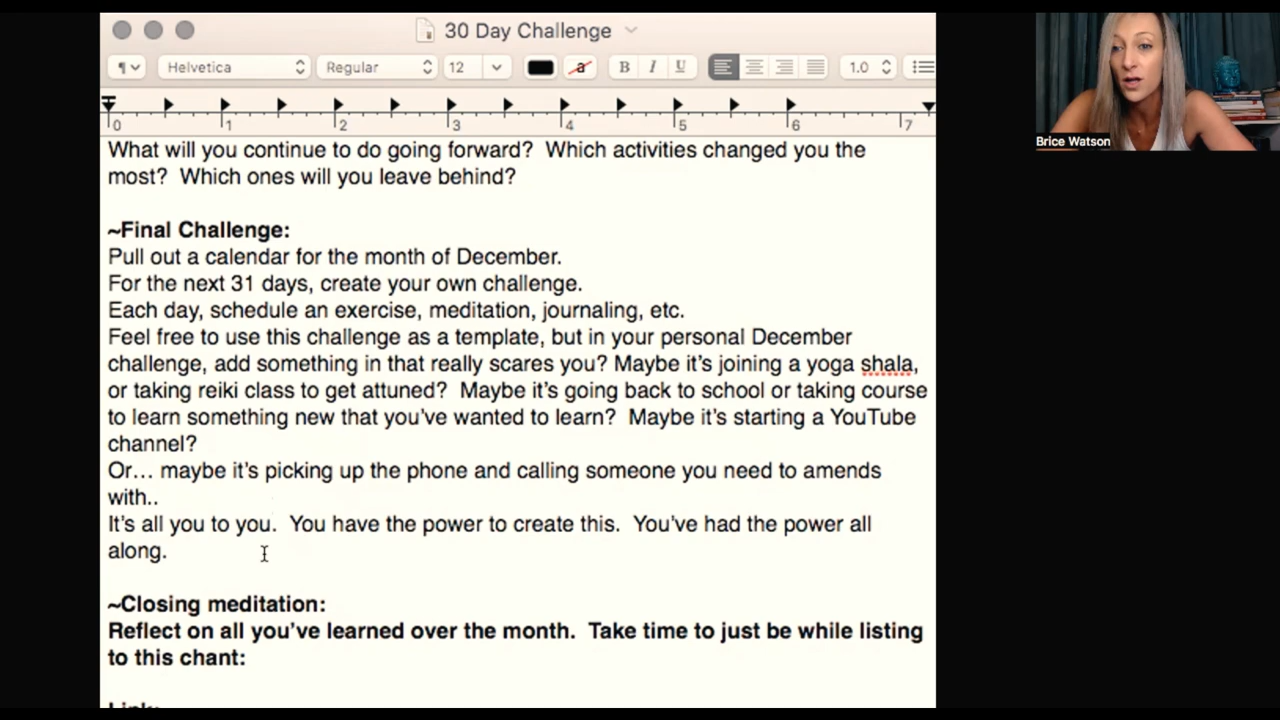 30 Day Challenge
¶ Helvetica Regular 12 a B I U 1.0
0 1 2 3 4 5 6 7
Brice Watson
What will you continue to do going forward?  Which activities changed you the
most?  Which ones will you leave behind?
~Final Challenge:
Pull out a calendar for the month of December.
For the next 31 days, create your own challenge.
Each day, schedule an exercise, meditation, journaling, etc.
Feel free to use this challenge as a template, but in your personal December
challenge, add something in that really scares you? Maybe it's joining a yoga shala,
or taking reiki class to get attuned?  Maybe it's going back to school or taking course
to learn something new that you've wanted to learn?  Maybe it's starting a YouTube
channel?
Or… maybe it's picking up the phone and calling someone you need to amends
with..
It's all you to you.  You have the power to create this.  You've had the power all
along.
~Closing meditation:
Reflect on all you've learned over the month.  Take time to just be while listing
to this chant: